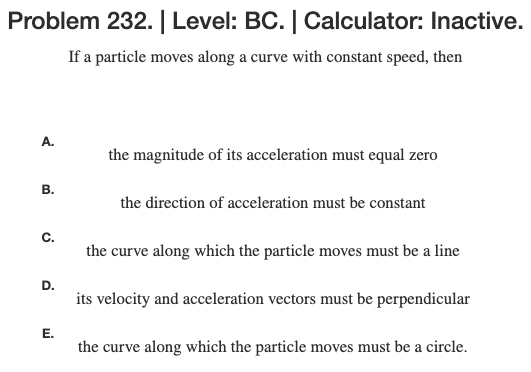 Problem 232. | Level: BC. | Calculator: Inactive.
If a particle moves along a curve with constant speed, then
A.
the magnitude of its acceleration must equal zero
B.
the direction of acceleration must be constant
C.
the curve along which the particle moves must be a line
D.
its velocity and acceleration vectors must be perpendicular
E.
the curve along which the particle moves must be a circle.